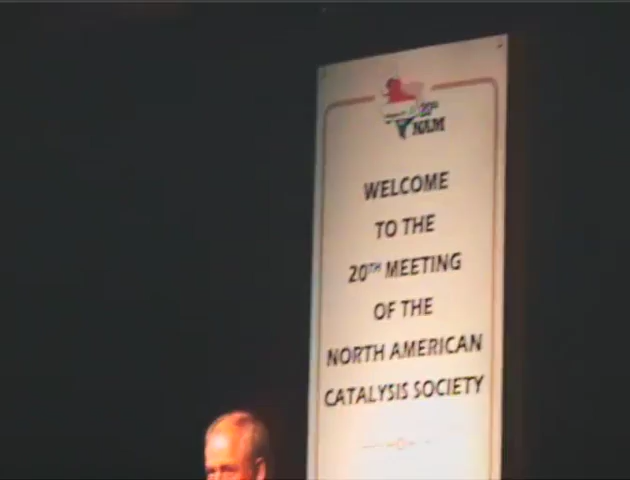 NAM
WELCOME
TO THE
20TH MEETING
OF THE
NORTH AMERICAN
CATALYSIS SOCIETY